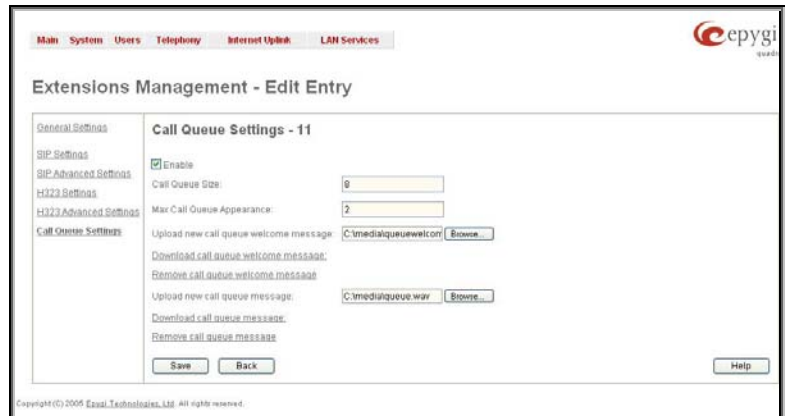 Main System Users Telephony Internet Uplink LAN Services
epygi
quadr
Extensions Management - Edit Entry
General Settings
SIP Settings
SIP Advanced Settings
H323 Settings
H323 Advanced Settings
Call Queue Settings
Call Queue Settings - 11
Enable
Call Queue Size: 8
Max Call Queue Appearance: 2
Upload new call queue welcome message: C:\media\queuewelcom Browse...
Download call queue welcome message:
Remove call queue welcome message
Upload new call queue message: C:\media\queue.wav Browse...
Download call queue message:
Remove call queue message
Save Back Help
Copyright (C) 2005 Epygi Technologies, Ltd. All rights reserved.